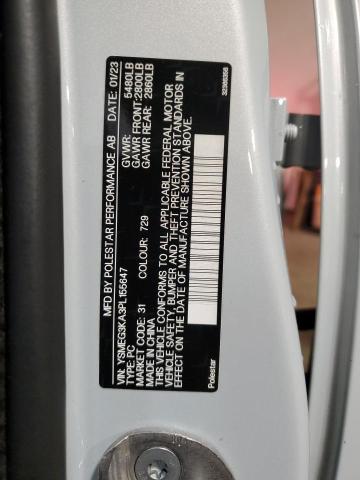 MFD BY POLESTAR PERFORMANCE AB DATE: 01/23
GVWR: 5480LB
GAWR FRONT: 2800LB
GAWR REAR: 2860LB
VIN: YSMEG3KA3PL155647
TYPE: PC
MARKET CODE: 31 COLOUR: 729
MADE IN CHINA
THIS VEHICLE CONFORMS TO ALL APPLICABLE FEDERAL MOTOR
VEHICLE SAFETY, BUMPER AND THEFT PREVENTION STANDARDS IN
EFFECT ON THE DATE OF MANUFACTURE SHOWN ABOVE.
Polestar